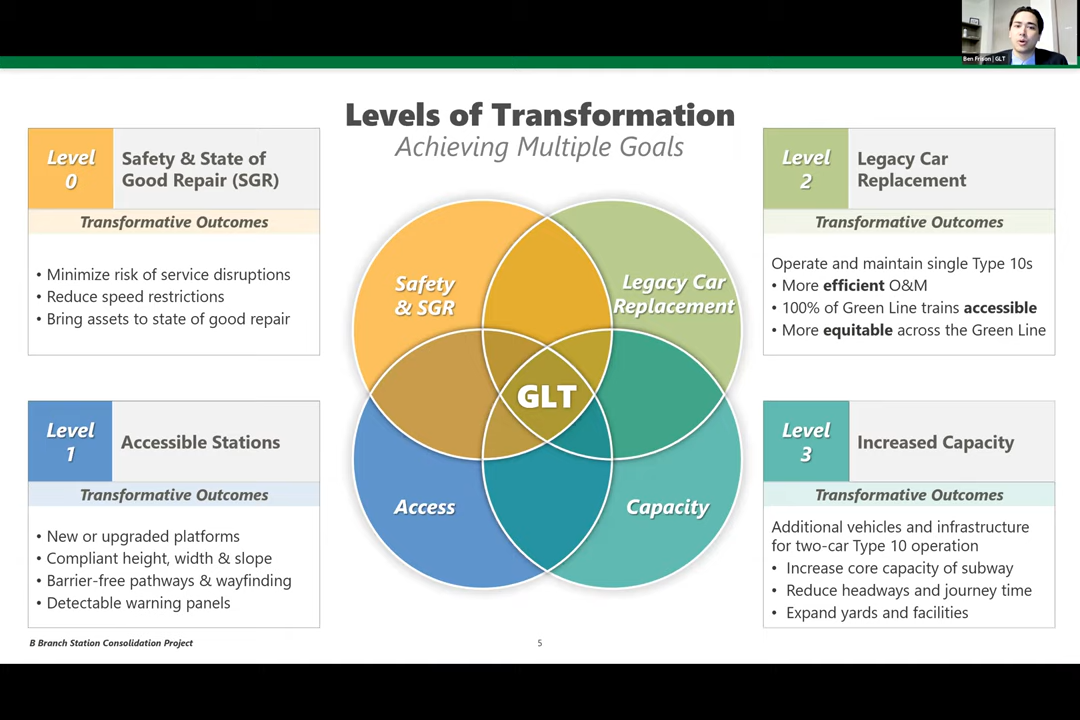 Ben Frison | GLT
Levels of Transformation
Achieving Multiple Goals
Level
0
Safety & State of
Good Repair (SGR)
Transformative Outcomes
• Minimize risk of service disruptions
• Reduce speed restrictions
• Bring assets to state of good repair
Level
1
Accessible Stations
Transformative Outcomes
• New or upgraded platforms
• Compliant height, width & slope
• Barrier-free pathways & wayfinding
• Detectable warning panels
Safety
& SGR
Legacy Car
Replacement
GLT
Access
Capacity
Level
2
Legacy Car
Replacement
Transformative Outcomes
Operate and maintain single Type 10s
• More efficient O&M
• 100% of Green Line trains accessible
• More equitable across the Green Line
Level
3
Increased Capacity
Transformative Outcomes
Additional vehicles and infrastructure
for two-car Type 10 operation
• Increase core capacity of subway
• Reduce headways and journey time
• Expand yards and facilities
B Branch Station Consolidation Project
5